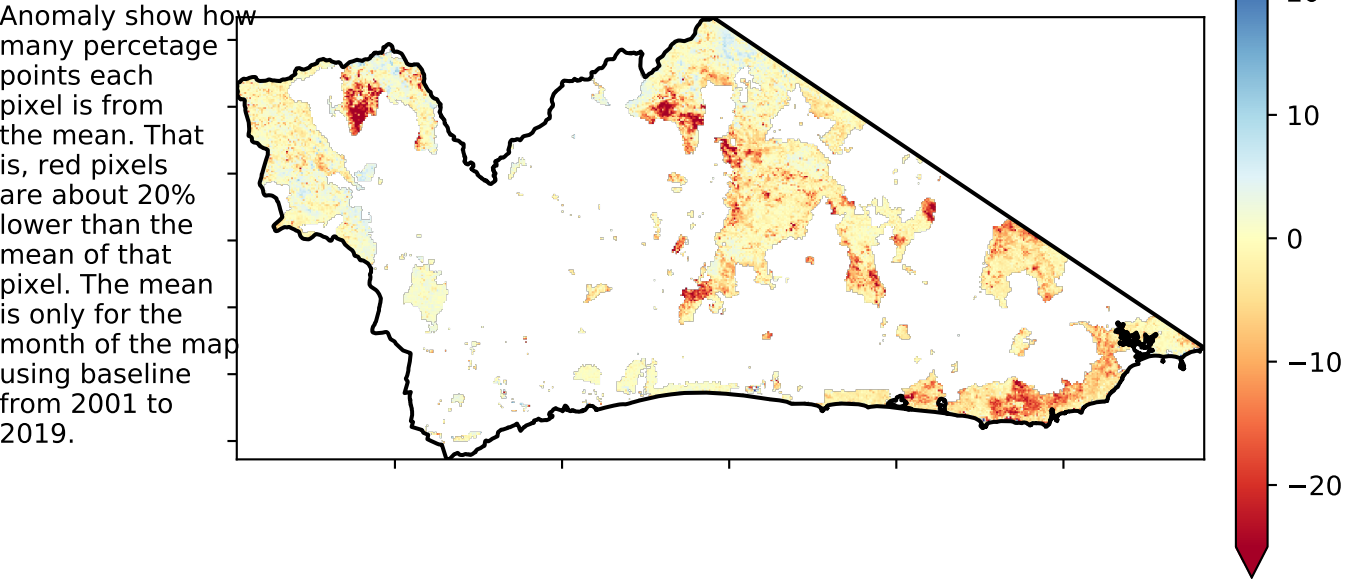 Anomaly show how
many percetage
points each
pixel is from
the mean. That
is, red pixels
are about 20%
lower than the
mean of that
pixel. The mean
is only for the
month of the map
using baseline
from 2001 to
2019.
10
0
−10
−20